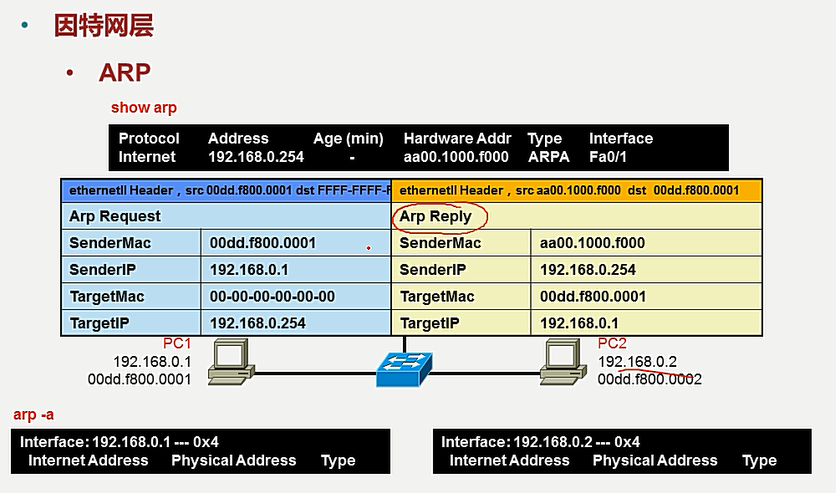 因特网层
ARP
show arp
Protocol Address Age (min) Hardware Addr Type Interface
Internet 192.168.0.254 - aa00.1000.f000 ARPA Fa0/1
ethernetII Header，src 00dd.f800.0001 dst FFFF-FFFF-F
ethernetII Header，src aa00.1000.f000 dst 00dd.f800.0001
Arp Request
Arp Reply
SenderMac 00dd.f800.0001
SenderMac aa00.1000.f000
SenderIP 192.168.0.1
SenderIP 192.168.0.254
TargetMac 00-00-00-00-00-00
TargetMac 00dd.f800.0001
TargetIP 192.168.0.254
TargetIP 192.168.0.1
PC1
192.168.0.1
00dd.f800.0001
PC2
192.168.0.2
00dd.f800.0002
arp -a
Interface: 192.168.0.1 --- 0x4
Internet Address Physical Address Type
Interface: 192.168.0.2 --- 0x4
Internet Address Physical Address Type